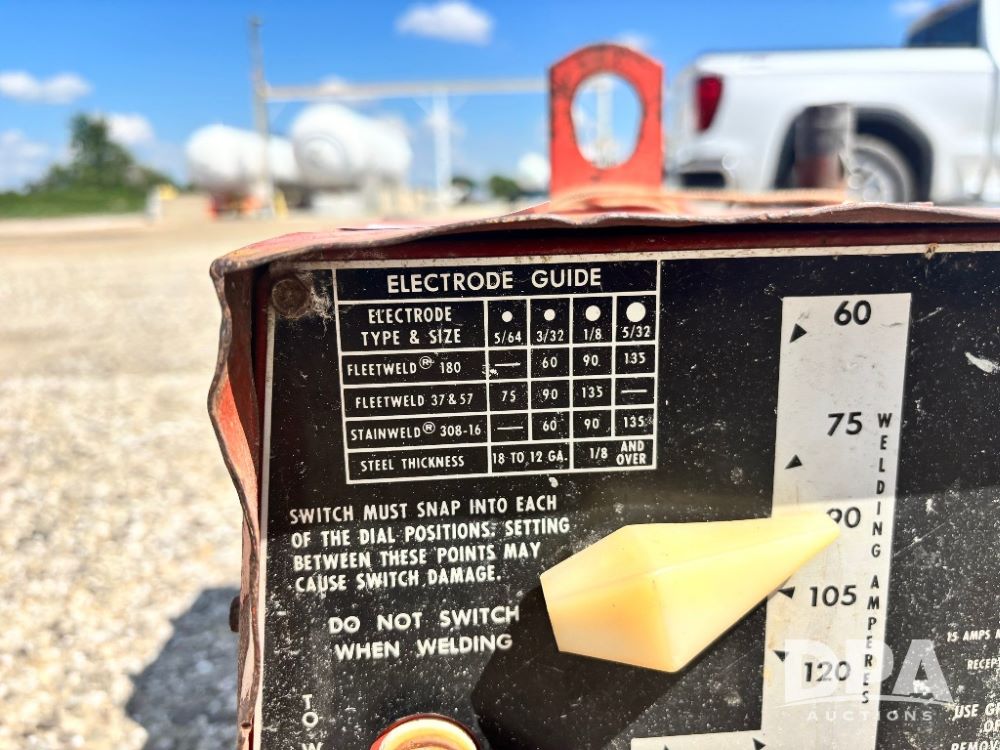 ELECTRODE GUIDE
ELECTRODE TYPE & SIZE 5/64 3/32 1/8 5/32
FLEETWELD® 180 — 60 90 135
FLEETWELD 37 & 57 75 90 135 —
STAINWELD® 308-16 — 60 90 135
STEEL THICKNESS 18 TO 12 GA. 1/8 AND OVER
SWITCH MUST SNAP INTO EACH
OF THE DIAL POSITIONS. SETTING
BETWEEN THESE POINTS MAY
CAUSE SWITCH DAMAGE.
DO NOT SWITCH
WHEN WELDING
TO
60
75
90
105
120
WELDING AMPERES
15 AMPS
USE
DPA
AUCTIONS